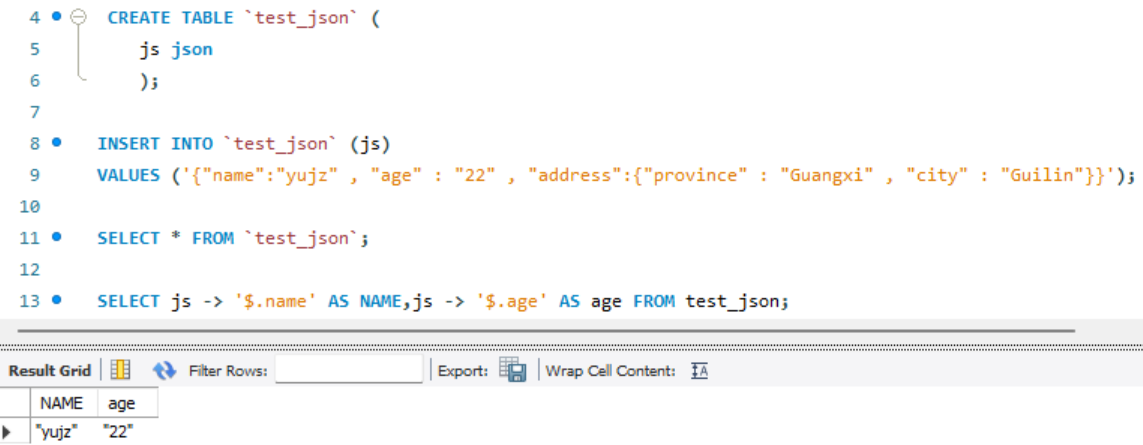 4 CREATE TABLE `test_json` (
5 js json
6 );
7
8 INSERT INTO `test_json` (js)
9 VALUES ('{"name":"yujz" , "age" : "22" , "address":{"province" : "Guangxi" , "city" : "Guilin"}}');
10
11 SELECT * FROM `test_json`;
12
13 SELECT js -> '$.name' AS NAME,js -> '$.age' AS age FROM test_json;
Result Grid Filter Rows: Export: Wrap Cell Content: IA
NAME age
"yujz" "22"